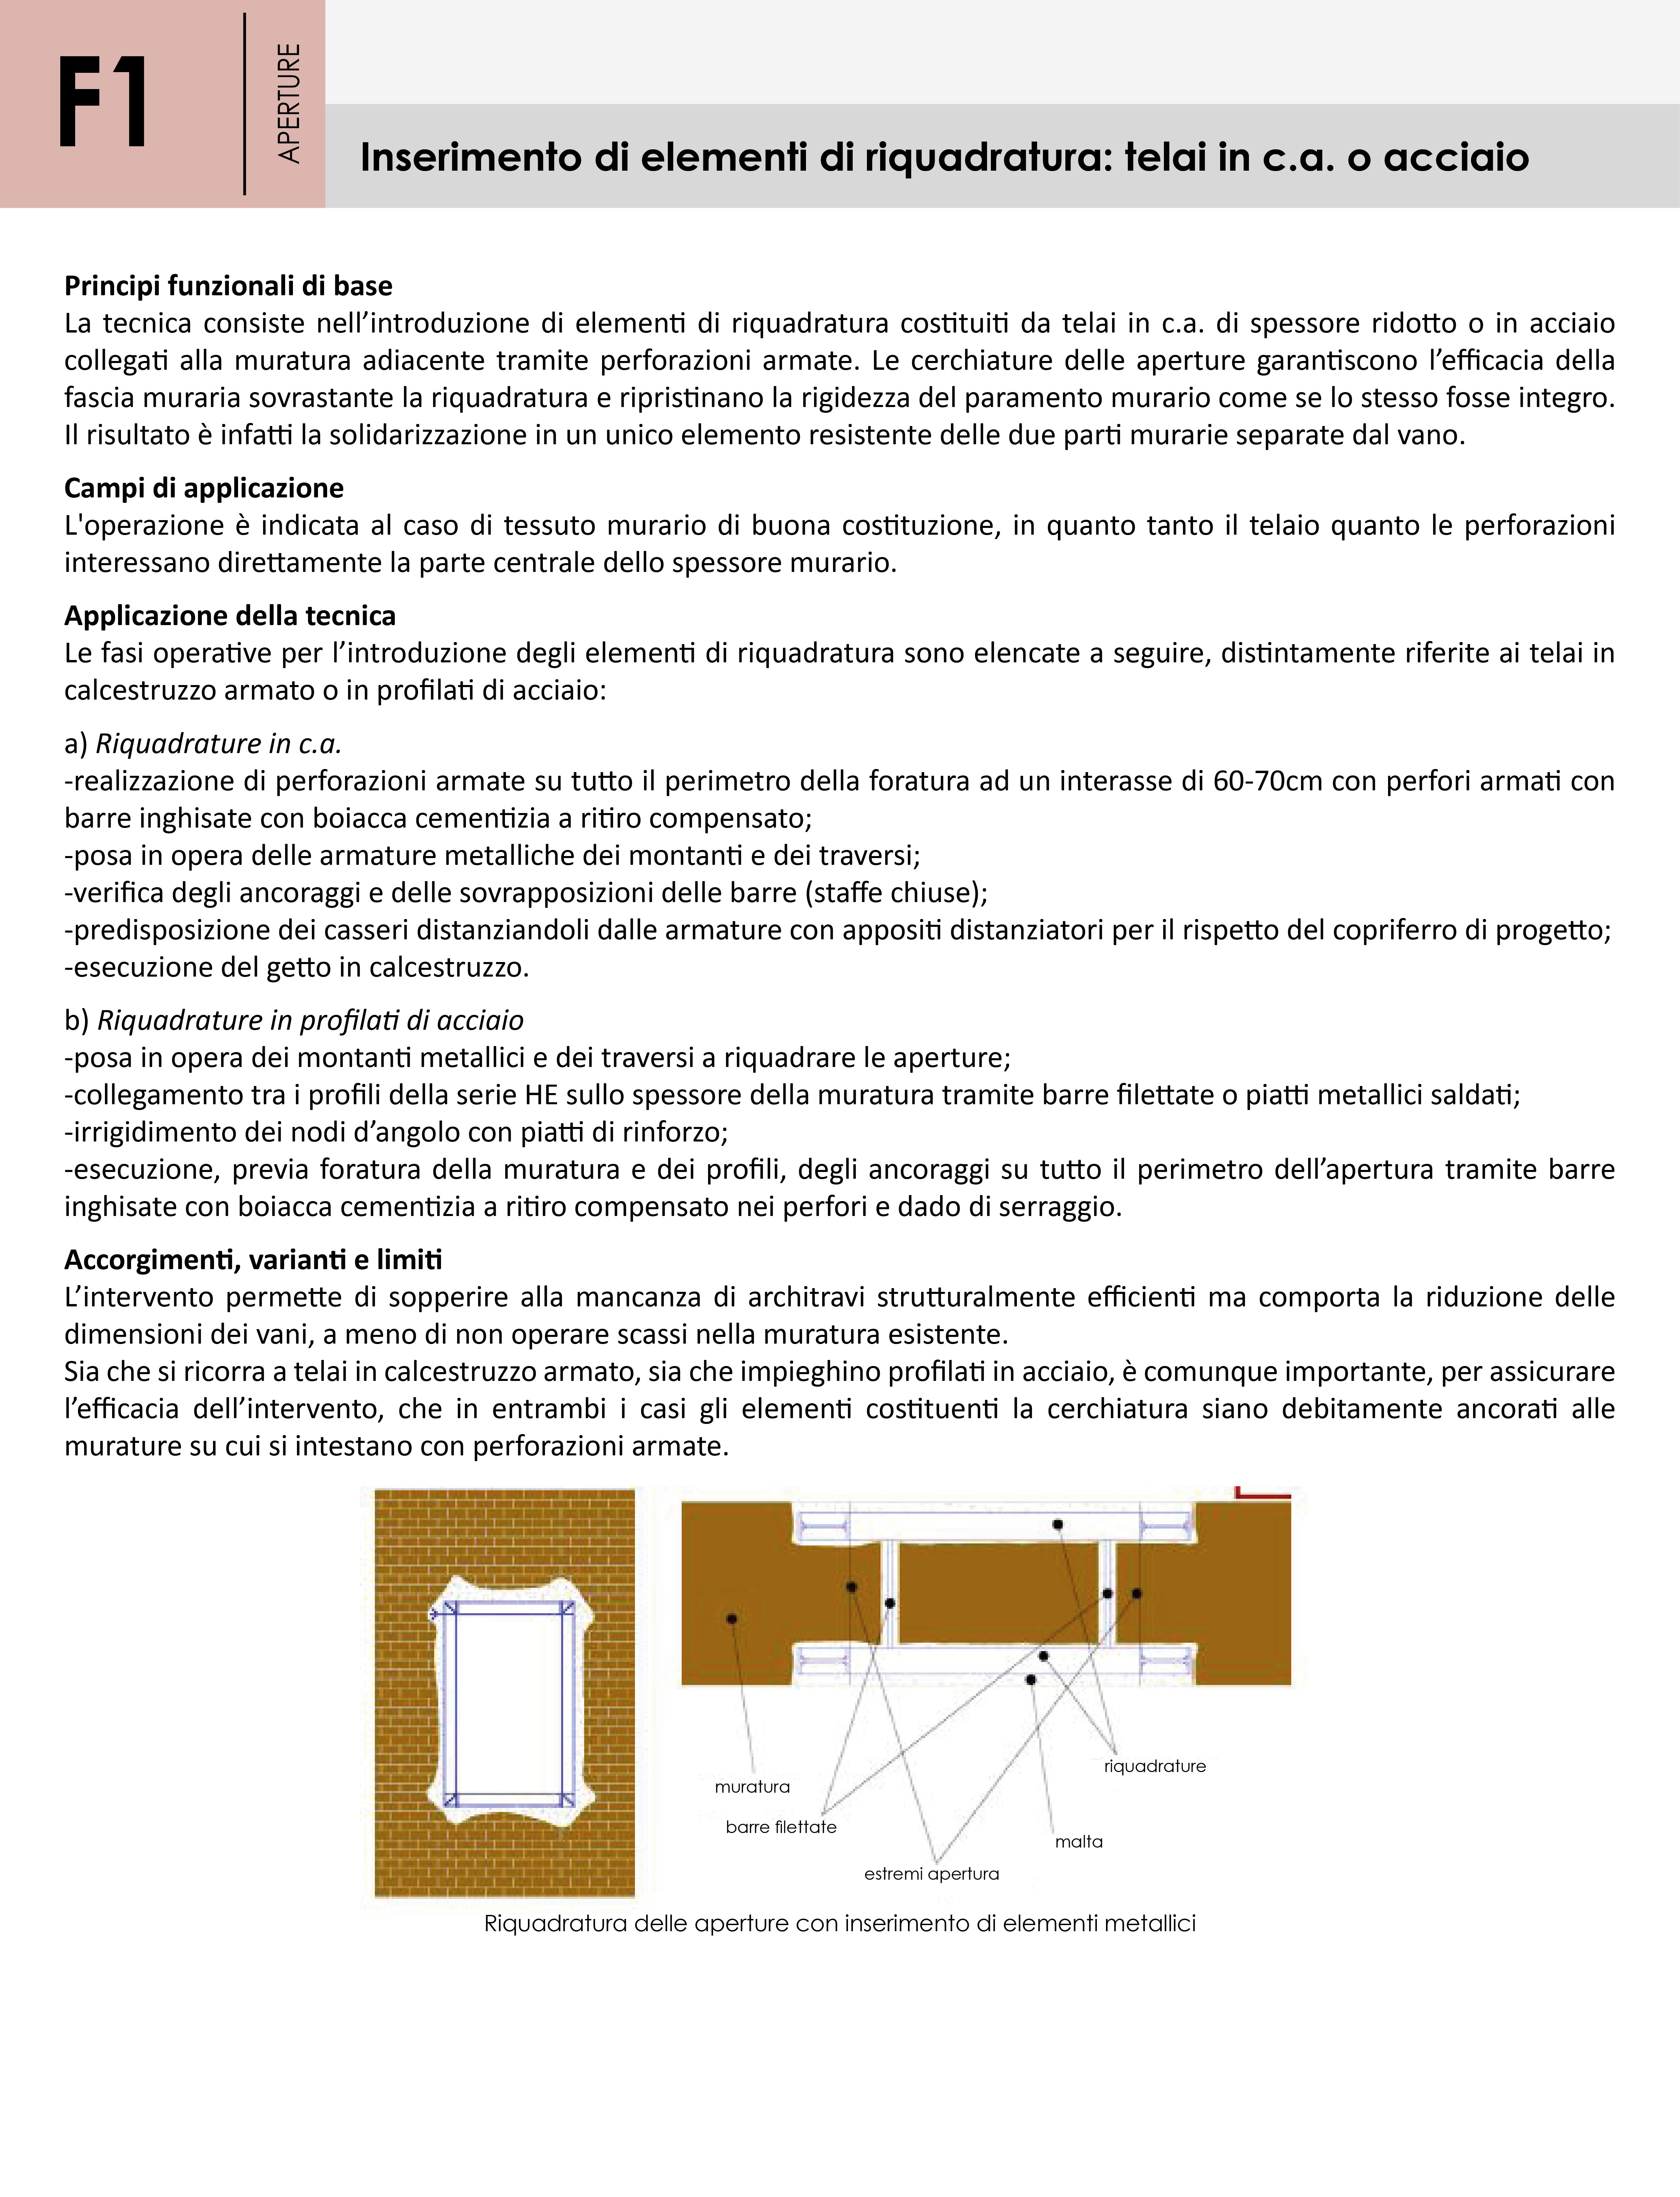 F1
APERTURE
Inserimento di elementi di riquadratura: telai in c.a. o acciaio
Principi funzionali di base
La tecnica consiste nell’introduzione di elementi di riquadratura costituiti da telai in c.a. di spessore ridotto o in acciaio
collegati alla muratura adiacente tramite perforazioni armate. Le cerchiature delle aperture garantiscono l’efficacia della
fascia muraria sovrastante la riquadratura e ripristinano la rigidezza del paramento murario come se lo stesso fosse integro.
Il risultato è infatti la solidarizzazione in un unico elemento resistente delle due parti murarie separate dal vano.
Campi di applicazione
L'operazione è indicata al caso di tessuto murario di buona costituzione, in quanto tanto il telaio quanto le perforazioni
interessano direttamente la parte centrale dello spessore murario.
Applicazione della tecnica
Le fasi operative per l’introduzione degli elementi di riquadratura sono elencate a seguire, distintamente riferite ai telai in
calcestruzzo armato o in profilati di acciaio:
a) Riquadrature in c.a.
-realizzazione di perforazioni armate su tutto il perimetro della foratura ad un interasse di 60-70cm con perfori armati con
barre inghisate con boiacca cementizia a ritiro compensato;
-posa in opera delle armature metalliche dei montanti e dei traversi;
-verifica degli ancoraggi e delle sovrapposizioni delle barre (staffe chiuse);
-predisposizione dei casseri distanziandoli dalle armature con appositi distanziatori per il rispetto del copriferro di progetto;
-esecuzione del getto in calcestruzzo.
b) Riquadrature in profilati di acciaio
-posa in opera dei montanti metallici e dei traversi a riquadrare le aperture;
-collegamento tra i profili della serie HE sullo spessore della muratura tramite barre filettate o piatti metallici saldati;
-irrigidimento dei nodi d’angolo con piatti di rinforzo;
-esecuzione, previa foratura della muratura e dei profili, degli ancoraggi su tutto il perimetro dell’apertura tramite barre
inghisate con boiacca cementizia a ritiro compensato nei perfori e dado di serraggio.
Accorgimenti, varianti e limiti
L’intervento permette di sopperire alla mancanza di architravi strutturalmente efficienti ma comporta la riduzione delle
dimensioni dei vani, a meno di non operare scassi nella muratura esistente.
Sia che si ricorra a telai in calcestruzzo armato, sia che impieghino profilati in acciaio, è comunque importante, per assicurare
l’efficacia dell’intervento, che in entrambi i casi gli elementi costituenti la cerchiatura siano debitamente ancorati alle
murature su cui si intestano con perforazioni armate.
riquadrature
muratura
barre filettate
malta
estremi apertura
Riquadratura delle aperture con inserimento di elementi metallici